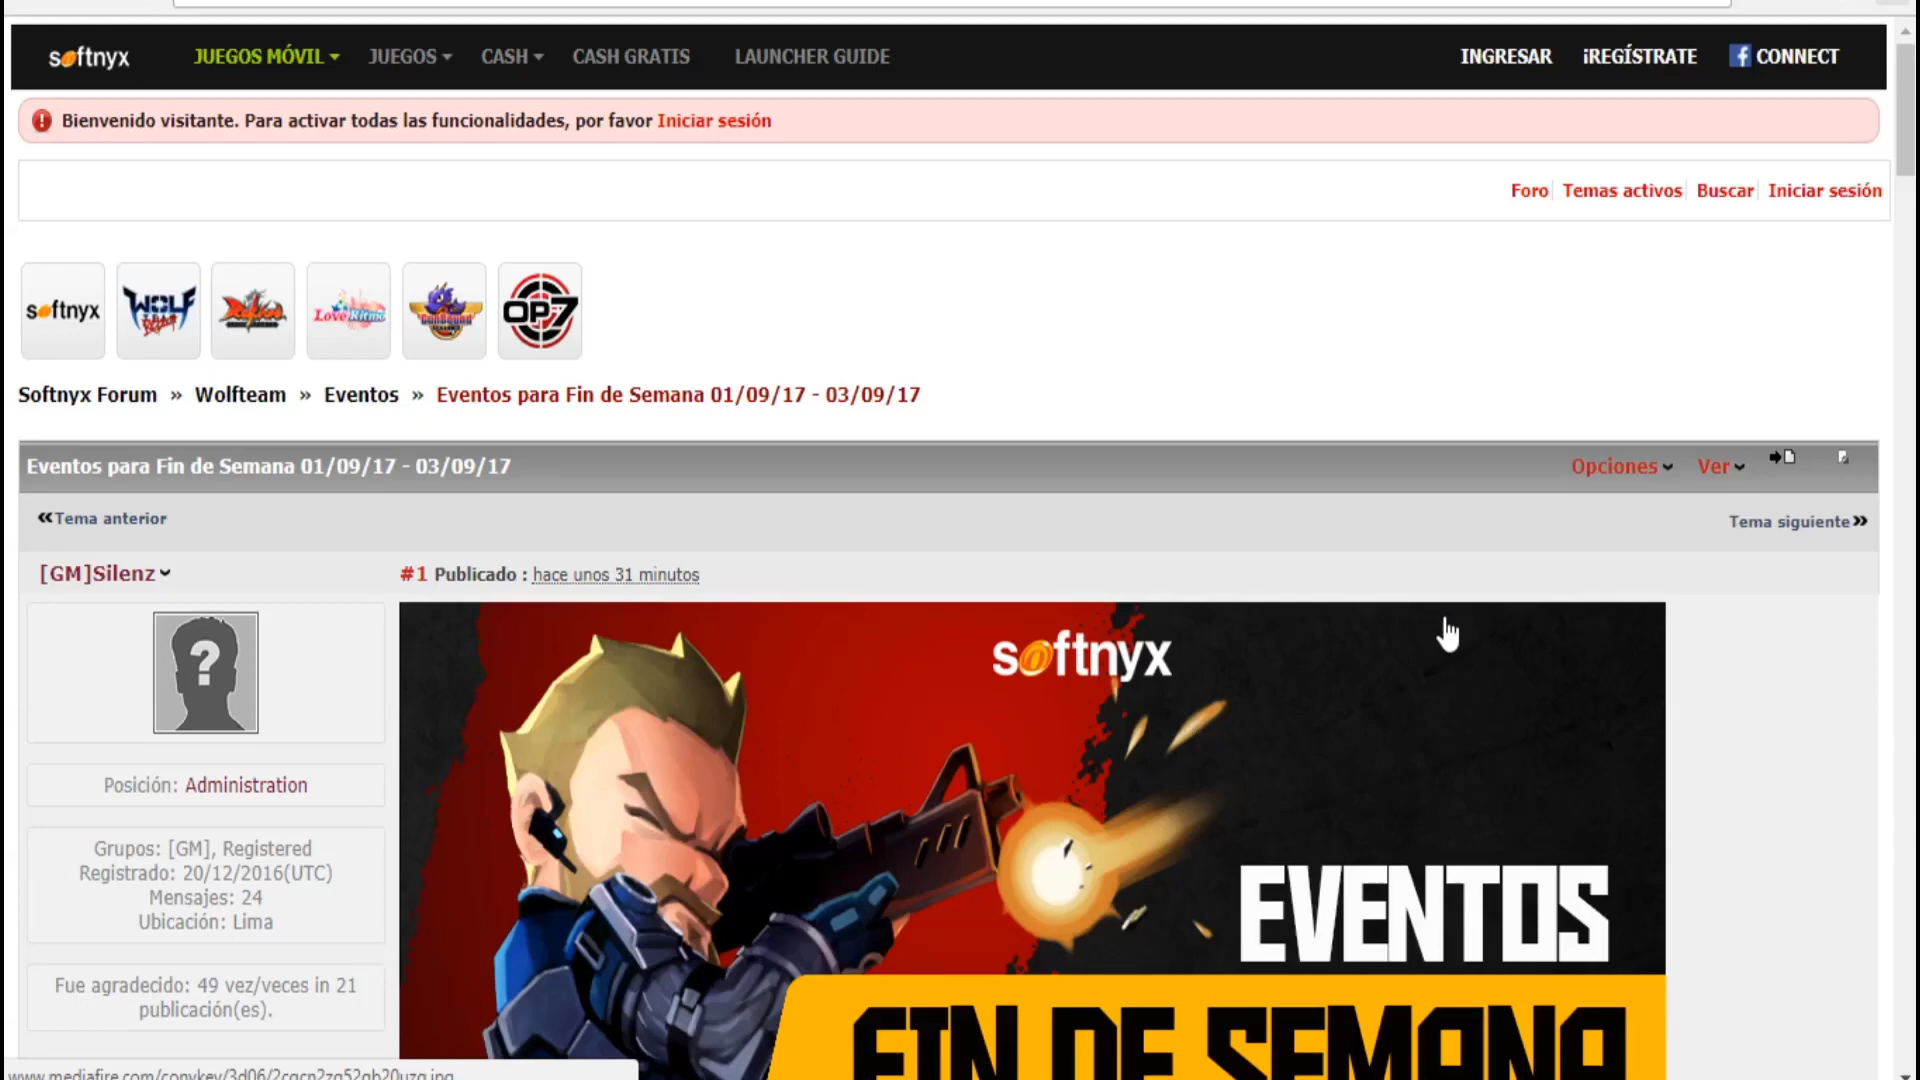 softnyx JUEGOS MÓVIL JUEGOS CASH CASH GRATIS LAUNCHER GUIDE INGRESAR ¡REGÍSTRATE f CONNECT
Bienvenido visitante. Para activar todas las funcionalidades, por favor Iniciar sesión
Foro Temas activos Buscar Iniciar sesión
softnyx WOLF Rakion LoveRitmo GunBound OP7
Softnyx Forum » Wolfteam » Eventos » Eventos para Fin de Semana 01/09/17 - 03/09/17
Eventos para Fin de Semana 01/09/17 - 03/09/17 Opciones Ver
«Tema anterior Tema siguiente»
[GM]Silenz #1 Publicado : hace unos 31 minutos
?
Posición: Administration
Grupos: [GM], Registered
Registrado: 20/12/2016(UTC)
Mensajes: 24
Ubicación: Lima
Fue agradecido: 49 vez/veces in 21
publicación(es).
softnyx
EVENTOS
FIN DE SEMANA